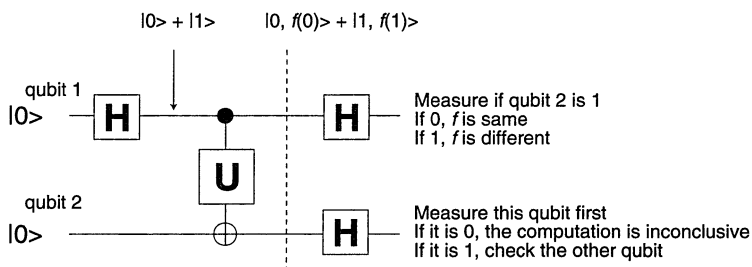 |0> + |1>
|0, f(0)> + |1, f(1)>
qubit 1
|0>
H
H
Measure if qubit 2 is 1
If 0, f is same
If 1, f is different
U
qubit 2
|0>
H
Measure this qubit first
If it is 0, the computation is inconclusive
If it is 1, check the other qubit